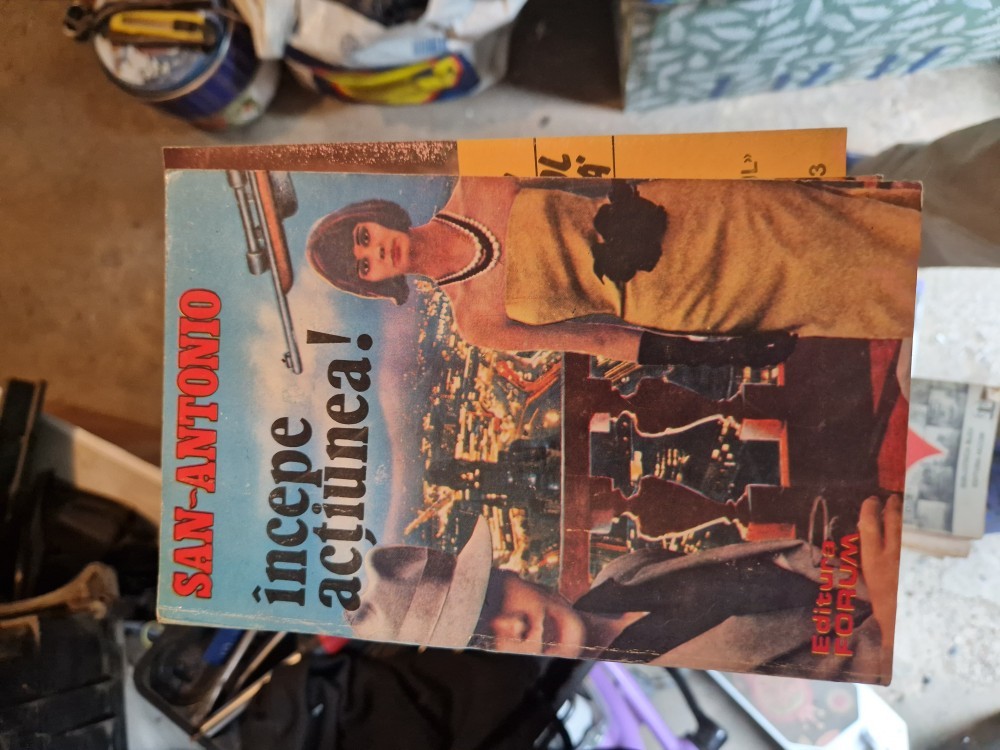 SAN-ANTONIO
începe
acțiunea!
Editura
FORUM